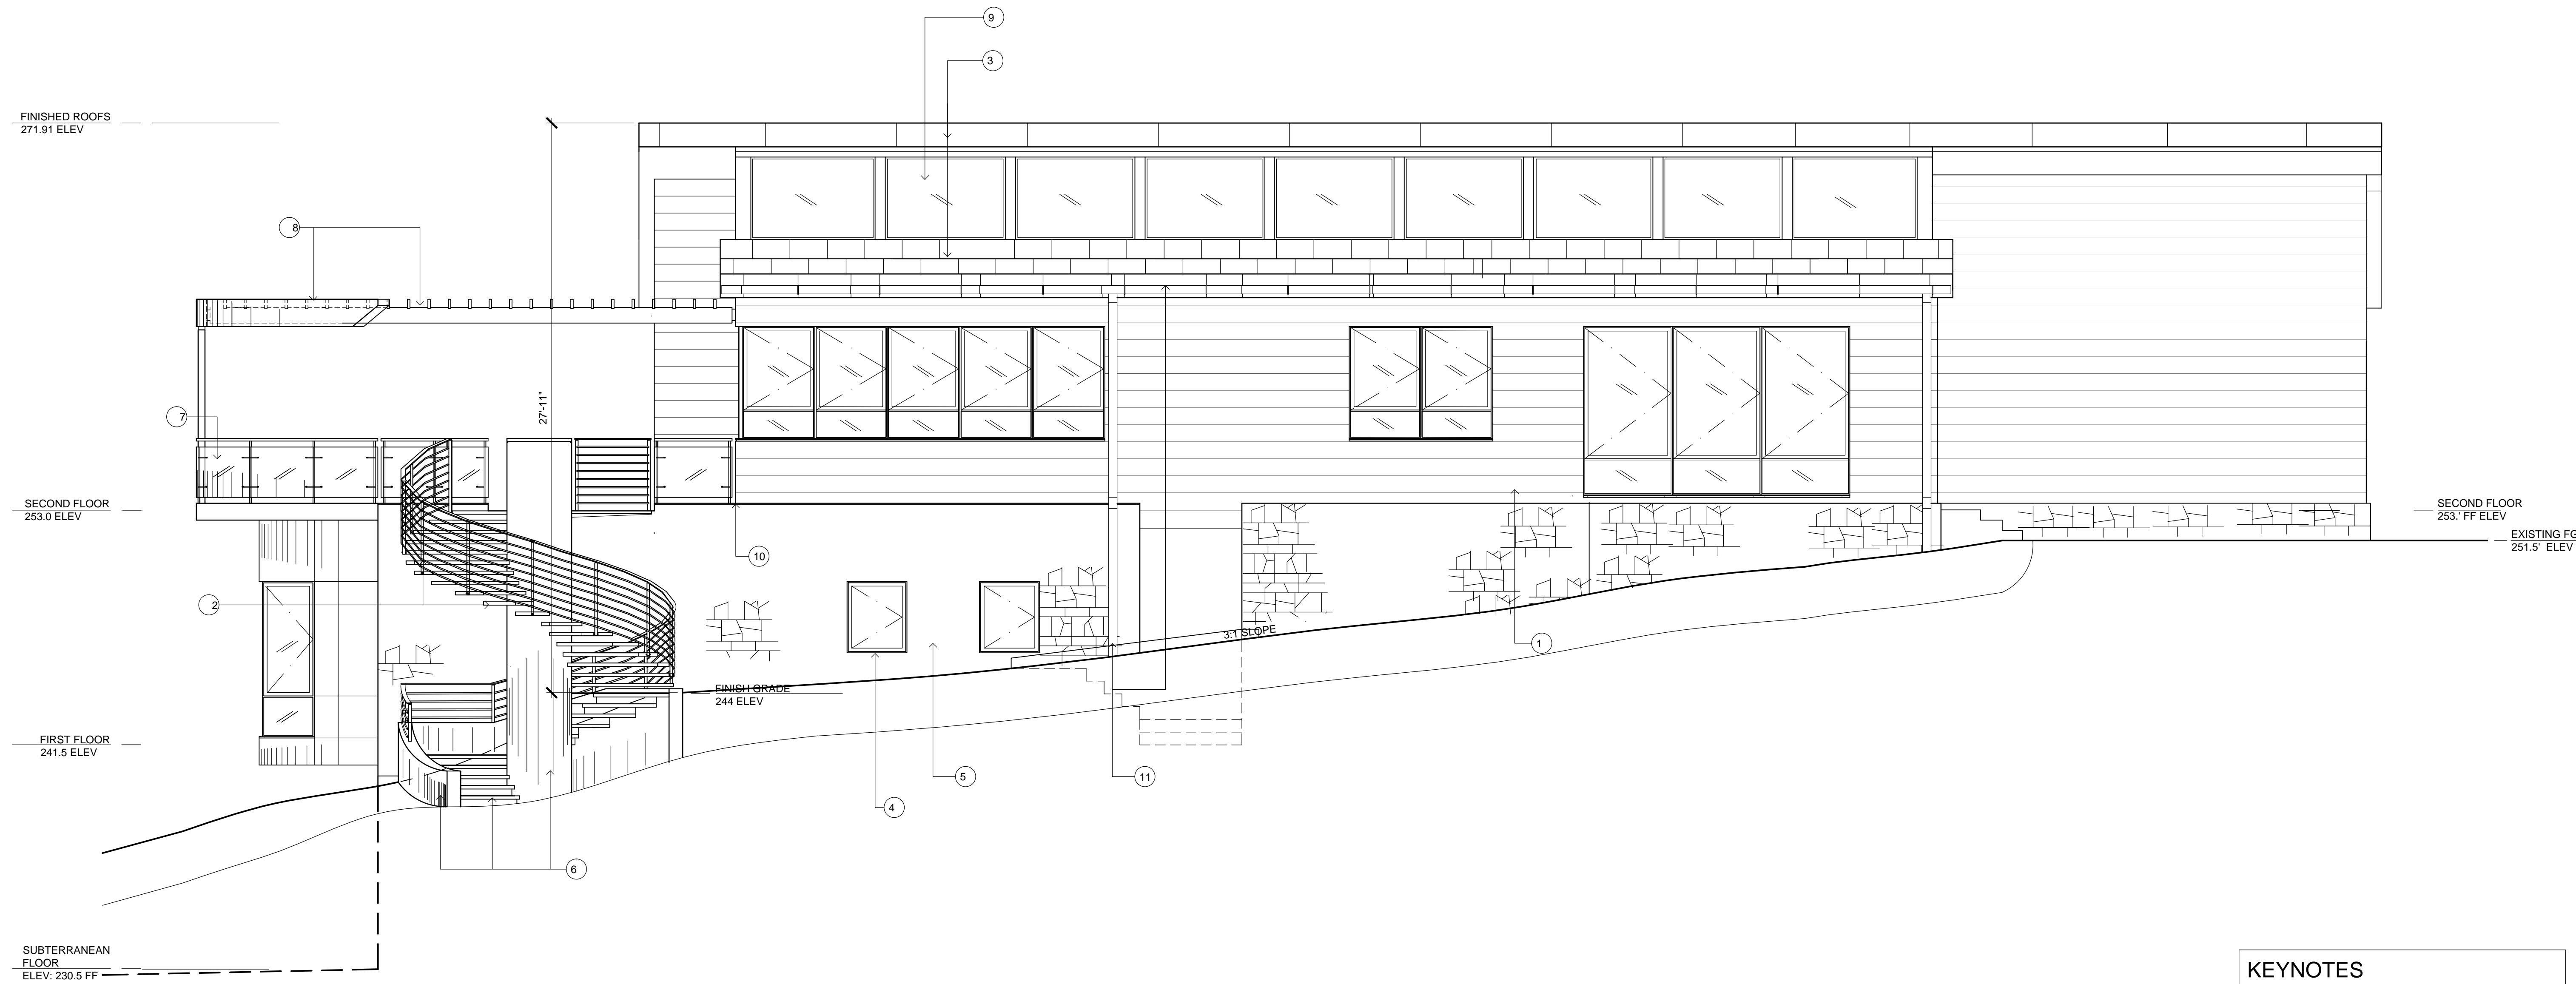 9
3
FINISHED ROOFS
271.91 ELEV
8
27'-11"
7
SECOND FLOOR
253.0 ELEV
SECOND FLOOR
253.' FF ELEV
EXISTING FG
251.5' ELEV
10
2
3:1 SLOPE
1
FINISH GRADE
244 ELEV
FIRST FLOOR
241.5 ELEV
5
11
4
6
SUBTERRANEAN
FLOOR
ELEV: 230.5 FF
KEYNOTES